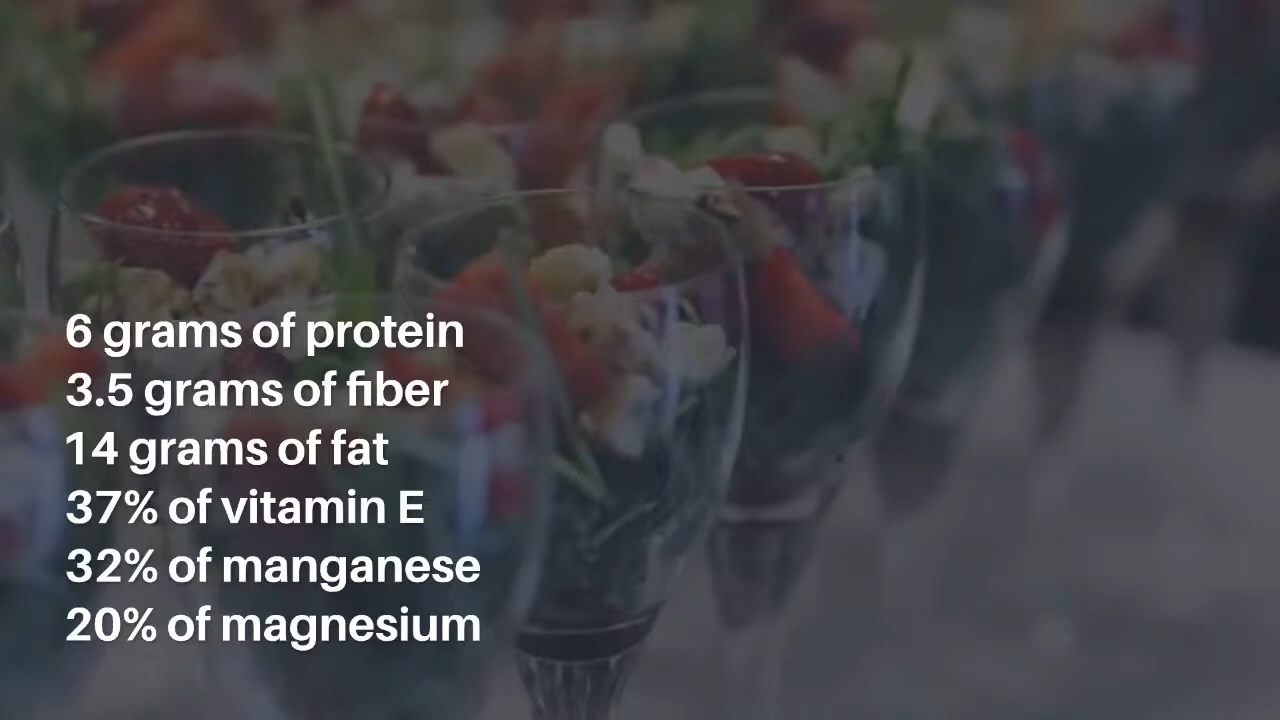 6 grams of protein
3.5 grams of fiber
14 grams of fat
37% of vitamin E
32% of manganese
20% of magnesium